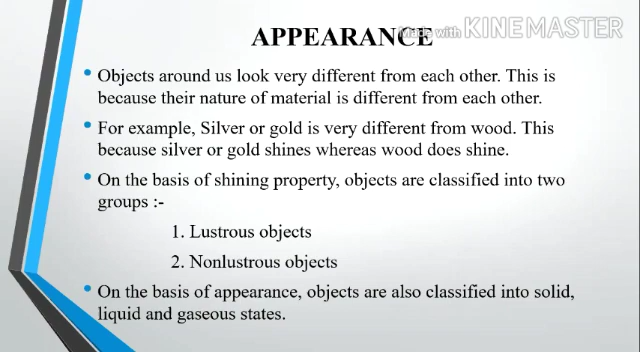 APPEARANCE
Made with KINEMASTER
• Objects around us look very different from each other. This is
because their nature of material is different from each other.
• For example, Silver or gold is very different from wood. This
because silver or gold shines whereas wood does shine.
• On the basis of shining property, objects are classified into two
groups :-
1. Lustrous objects
2. Nonlustrous objects
• On the basis of appearance, objects are also classified into solid,
liquid and gaseous states.